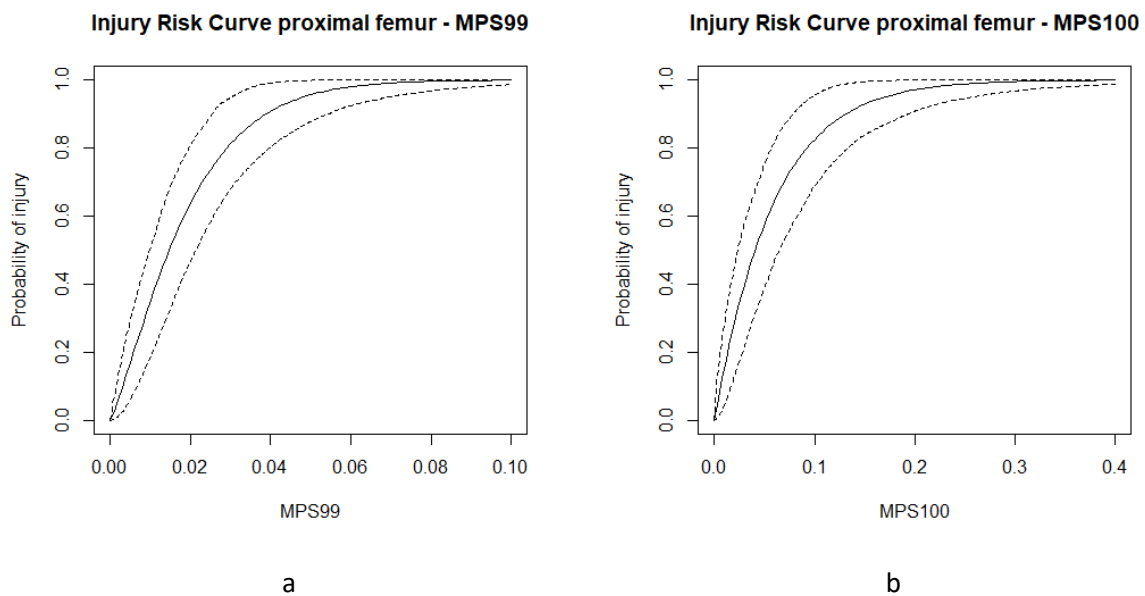 Injury Risk Curve proximal femur - MPS99
Probability of injury
1.0
0.8
0.6
0.4
0.2
0.0
0.00 0.02 0.04 0.06 0.08 0.10
MPS99
a
Injury Risk Curve proximal femur - MPS100
Probability of injury
1.0
0.8
0.6
0.4
0.2
0.0
0.0 0.1 0.2 0.3 0.4
MPS100
b